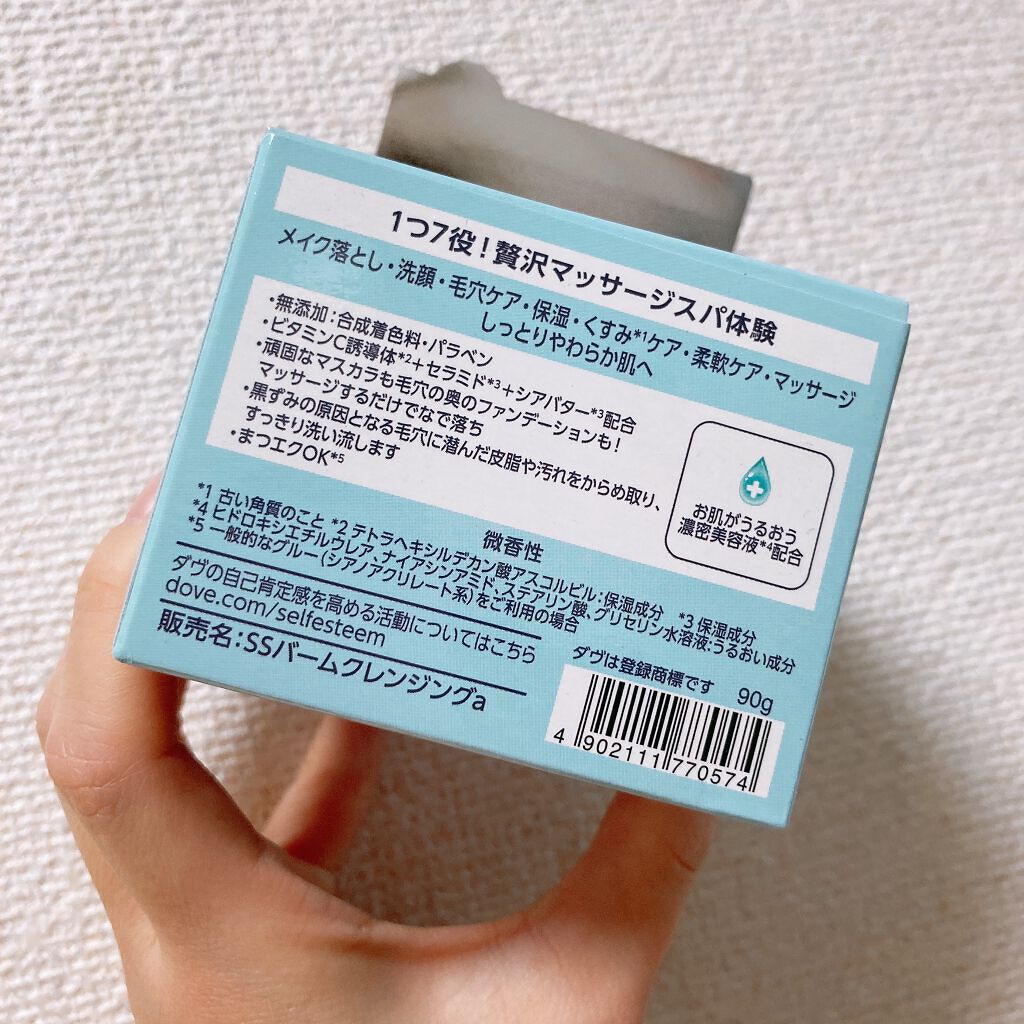 1つ7役！贅沢マッサージスパ体験
メイク落とし・洗顔・毛穴ケア・保湿・くすみ*1ケア・柔軟ケア・マッサージ
しっとりやわらか肌へ
・無添加：合成着色料・パラベン
・ビタミンC誘導体*2＋セラミド*3＋シアバター*3配合
・頑固なマスカラも毛穴の奥のファンデーションも！
マッサージするだけでなで落ち
・黒ずみの原因となる毛穴に潜んだ皮脂や汚れをからめ取り、
すっきり洗い流します
・まつエクOK*5
お肌がうるおう
濃密美容液*4配合
微香性
*1 古い角質のこと *2 テトラヘキシルデカン酸アスコルビル：保湿成分 *3 保湿成分
*4 ヒドロキシエチルウレア、ナイアシンアミド、ステアリン酸、グリセリン水溶液：うるおい成分
*5 一般的なグルー（シアノアクリレート系）をご利用の場合
ダヴの自己肯定感を高める活動についてはこちら
dove.com/selfesteem
販売名：SSバームクレンジングa
ダヴは登録商標です 90g
4 902111 770574